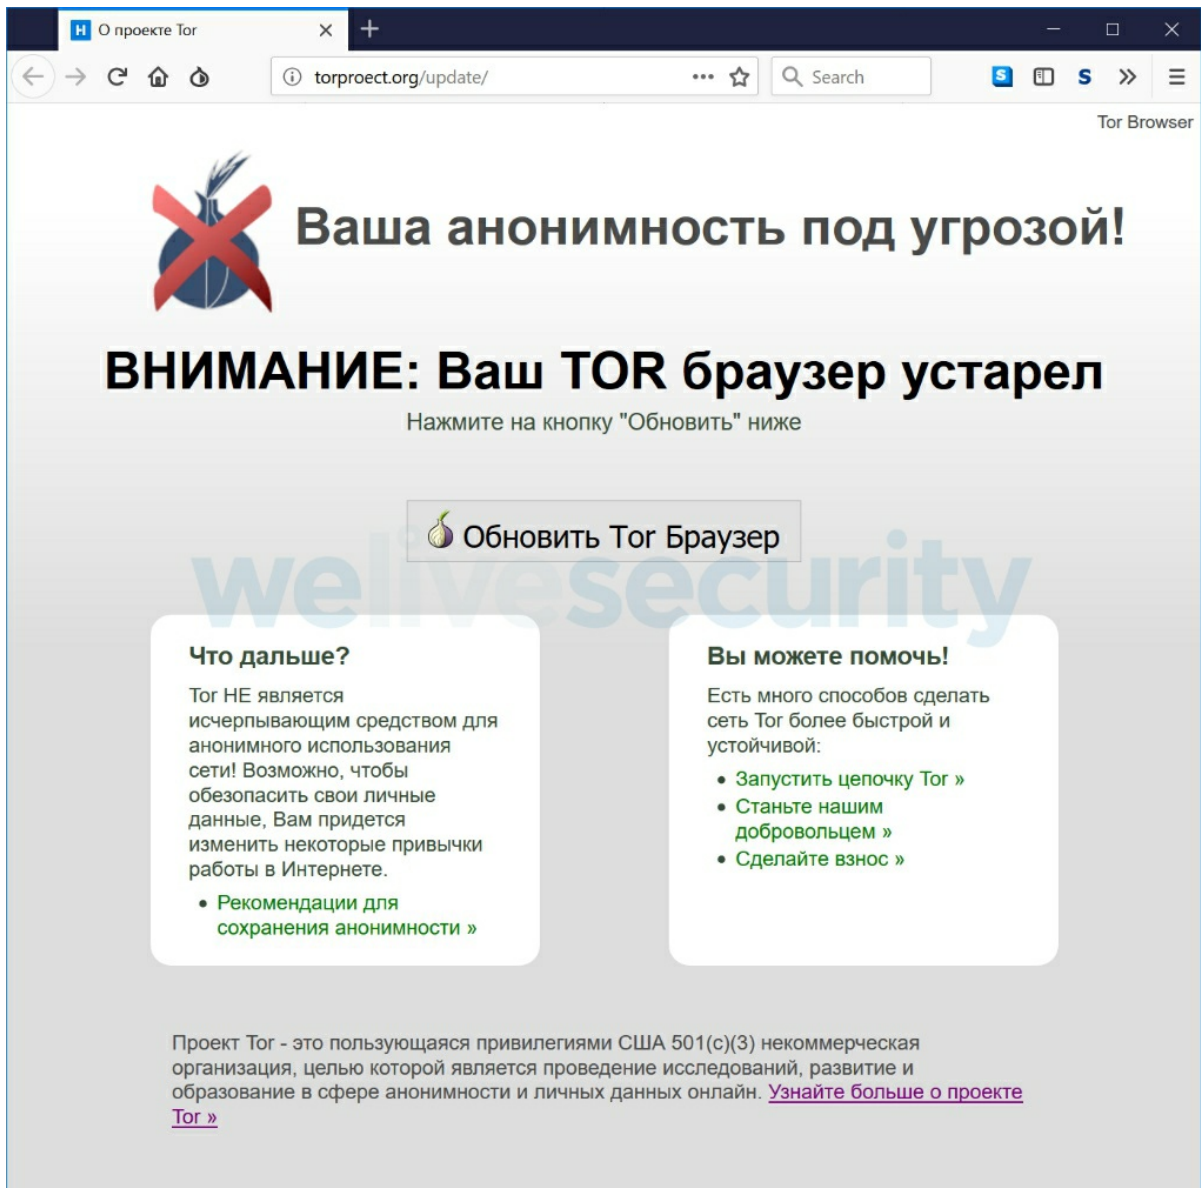 О проекте Tor
torproect.org/update/
Search
Tor Browser
Ваша анонимность под угрозой!
ВНИМАНИЕ: Ваш TOR браузер устарел
Нажмите на кнопку "Обновить" ниже
Обновить Tor Браузер
welivesecurity
Что дальше?
Tor НЕ является
исчерпывающим средством для
анонимного использования
сети! Возможно, чтобы
обезопасить свои личные
данные, Вам придется
изменить некоторые привычки
работы в Интернете.
• Рекомендации для
сохранения анонимности »
Вы можете помочь!
Есть много способов сделать
сеть Tor более быстрой и
устойчивой:
• Запустить цепочку Tor »
• Станьте нашим
добровольцем »
• Сделайте взнос »
Проект Tor - это пользующаяся привилегиями США 501(c)(3) некоммерческая
организация, целью которой является проведение исследований, развитие и
образование в сфере анонимности и личных данных онлайн. Узнайте больше о проекте
Tor »